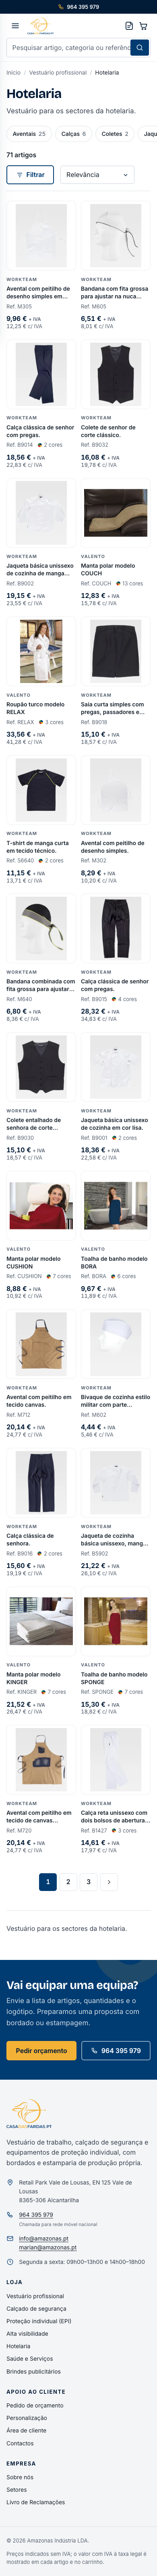 964 395 979
CASA DAS FARDAS.PT
Pesquisar artigo, categoria ou referência
Início / Vestuário profissional / Hotelaria
Hotelaria
Vestuário para os sectores da hotelaria.
Aventais 25 Calças 6 Coletes 2 Jaqu
71 artigos
Filtrar Relevância
WORKTEAM
Avental com peitilho de
desenho simples em...
Ref. M305
9,96 € + IVA
12,25 € c/ IVA
WORKTEAM
Bandana com fita grossa
para ajustar na nuca...
Ref. M605
6,51 € + IVA
8,01 € c/ IVA
WORKTEAM
Calça clássica de senhor
com pregas.
Ref. B9014 2 cores
18,56 € + IVA
22,83 € c/ IVA
WORKTEAM
Colete de senhor de
corte clássico.
Ref. B9032
16,08 € + IVA
19,78 € c/ IVA
WORKTEAM
Jaqueta básica unissexo
de cozinha de manga...
Ref. B9002
19,15 € + IVA
23,55 € c/ IVA
VALENTO
Manta polar modelo
COUCH
Ref. COUCH 13 cores
12,83 € + IVA
15,78 € c/ IVA
VALENTO
Roupão turco modelo
RELAX
Ref. RELAX 3 cores
33,56 € + IVA
41,28 € c/ IVA
WORKTEAM
Saia curta simples com
pregas, passadores e...
Ref. B9018
15,10 € + IVA
18,57 € c/ IVA
WORKTEAM
T-shirt de manga curta
em tecido técnico.
Ref. S6640 2 cores
11,15 € + IVA
13,71 € c/ IVA
WORKTEAM
Avental com peitilho de
desenho simples.
Ref. M302
8,29 € + IVA
10,20 € c/ IVA
WORKTEAM
Bandana combinada com
fita grossa para ajustar...
Ref. M640
6,80 € + IVA
8,36 € c/ IVA
WORKTEAM
Calça clássica de senhor
com pregas.
Ref. B9015 4 cores
28,32 € + IVA
34,83 € c/ IVA
WORKTEAM
Colete entalhado de
senhora de corte...
Ref. B9030
15,10 € + IVA
18,57 € c/ IVA
WORKTEAM
Jaqueta básica unissexo
de cozinha em cor lisa.
Ref. B9001 2 cores
18,36 € + IVA
22,58 € c/ IVA
VALENTO
Manta polar modelo
CUSHION
Ref. CUSHION 7 cores
8,88 € + IVA
10,92 € c/ IVA
VALENTO
Toalha de banho modelo
BORA
Ref. BORA 6 cores
9,67 € + IVA
11,89 € c/ IVA
WORKTEAM
Avental com peitilho em
tecido canvas.
Ref. M712
20,14 € + IVA
24,77 € c/ IVA
WORKTEAM
Bivaque de cozinha estilo
militar com parte...
Ref. M602
4,44 € + IVA
5,46 € c/ IVA
WORKTEAM
Calça clássica de
senhora.
Ref. B9016 2 cores
15,60 € + IVA
19,19 € c/ IVA
WORKTEAM
Jaqueta de cozinha
básica unissexo, mang...
Ref. B5902
21,22 € + IVA
26,10 € c/ IVA
VALENTO
Manta polar modelo
KINGER
Ref. KINGER 7 cores
21,52 € + IVA
26,47 € c/ IVA
VALENTO
Toalha de banho modelo
SPONGE
Ref. SPONGE 7 cores
15,30 € + IVA
18,82 € c/ IVA
WORKTEAM
Avental com peitilho em
tecido de canvas...
Ref. M720
20,14 € + IVA
24,77 € c/ IVA
WORKTEAM
Calça reta unissexo com
dois bolsos de abertura...
Ref. B1427 3 cores
14,61 € + IVA
17,97 € c/ IVA
1 2 3 ›
Vestuário para os sectores da hotelaria.
Vai equipar uma equipa?
Envie a lista de artigos, quantidades e o
logótipo. Preparamos uma proposta com
bordado ou estampagem.
Pedir orçamento 964 395 979
CASA DAS FARDAS.PT
Vestuário de trabalho, calçado de segurança e
equipamentos de proteção individual, com
bordado e estamparia de produção própria.
Retail Park Vale de Lousas, EN 125 Vale de
Lousas
8365-306 Alcantarilha
964 395 979
Chamada para rede móvel nacional
info@amazonas.pt
marian@amazonas.pt
Segunda a sexta: 09h00–13h00 e 14h00–18h00
LOJA
Vestuário profissional
Calçado de segurança
Proteção individual (EPI)
Alta visibilidade
Hotelaria
Saúde e Serviços
Brindes publicitários
APOIO AO CLIENTE
Pedido de orçamento
Personalização
Área de cliente
Contactos
EMPRESA
Sobre nós
Setores
Livro de Reclamações
© 2026 Amazonas Indústria LDA.
Preços indicados sem IVA; o valor com IVA à taxa legal é
mostrado em cada artigo e no carrinho.